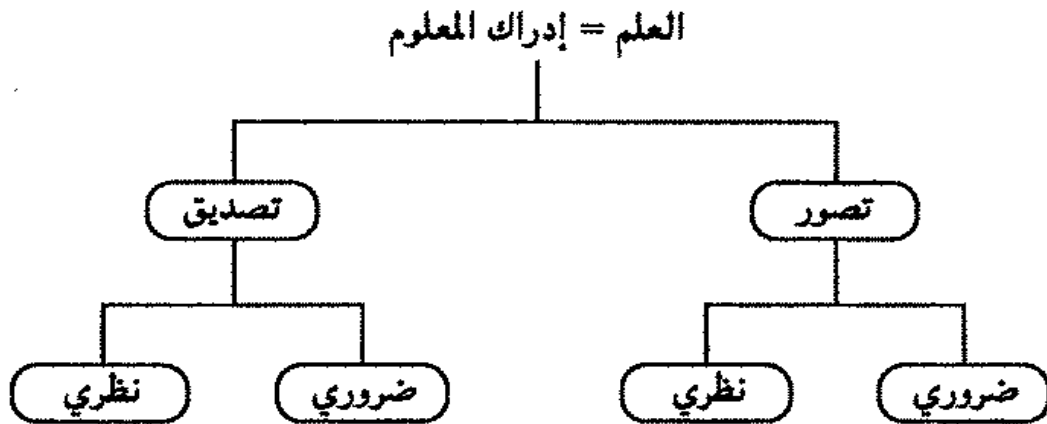 العلم = إدراك المعلوم
تصور تصديق
ضروري نظري ضروري نظري